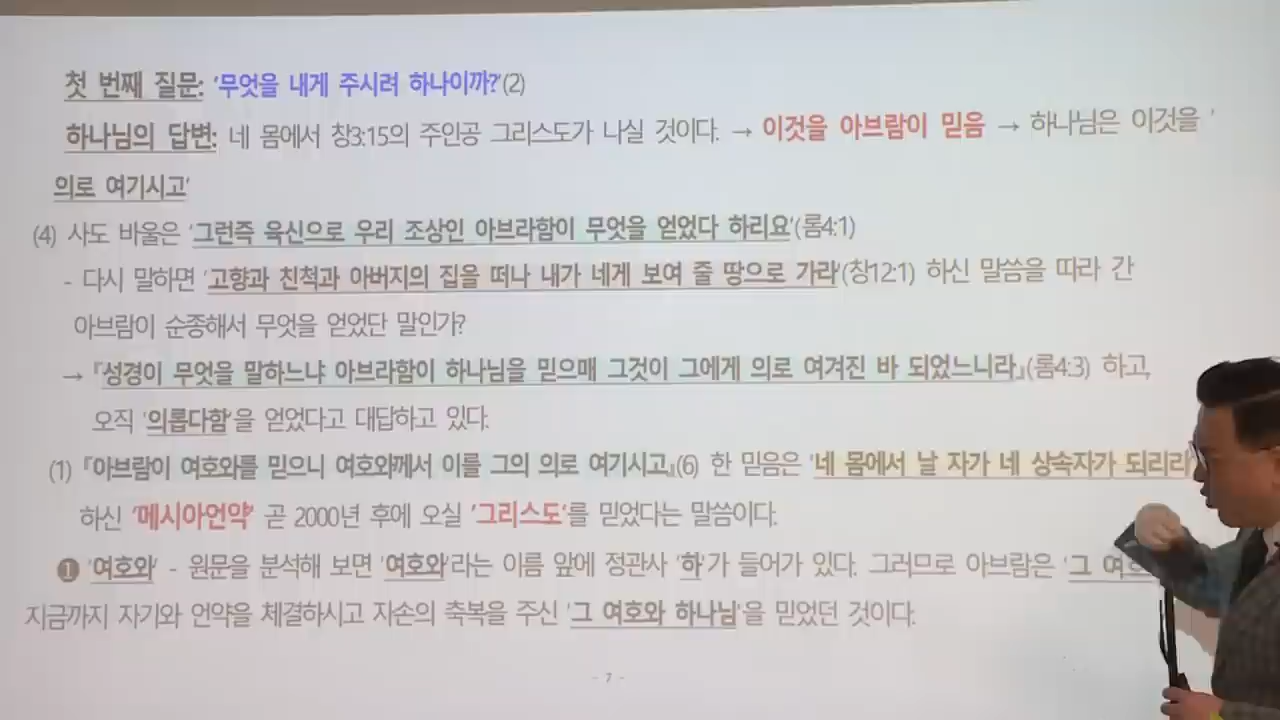 첫 번째 질문: '무엇을 내게 주시려 하나이까?'(2)
하나님의 답변: 네 몸에서 창3:15의 주인공 그리스도가 나실 것이다. → 이것을 아브람이 믿음 → 하나님은 이것을 '
의로 여기시고'
(4) 사도 바울은 '그런즉 육신으로 우리 조상인 아브라함이 무엇을 얻었다 하리요'(롬4:1)
- 다시 말하면 '고향과 친척과 아버지의 집을 떠나 내가 네게 보여 줄 땅으로 가라'(창12:1) 하신 말씀을 따라 간
아브람이 순종해서 무엇을 얻었단 말인가?
→ 『성경이 무엇을 말하느냐 아브라함이 하나님을 믿으매 그것이 그에게 의로 여겨진 바 되었느니라』(롬4:3) 하고,
오직 '의롭다함'을 얻었다고 대답하고 있다.
(1) 『아브람이 여호와를 믿으니 여호와께서 이를 그의 의로 여기시고』(6) 한 믿음은 '네 몸에서 날 자가 네 상속자가 되리라'
하신 '메시아언약' 곧 2000년 후에 오실 '그리스도'를 믿었다는 말씀이다.
❶ '여호와' - 원문을 분석해 보면 '여호와'라는 이름 앞에 정관사 '하'가 들어가 있다. 그러므로 아브람은 '그
지금까지 자기와 언약을 체결하시고 자손의 축복을 주신 '그 여호와 하나님'을 믿었던 것이다.
- 7 -